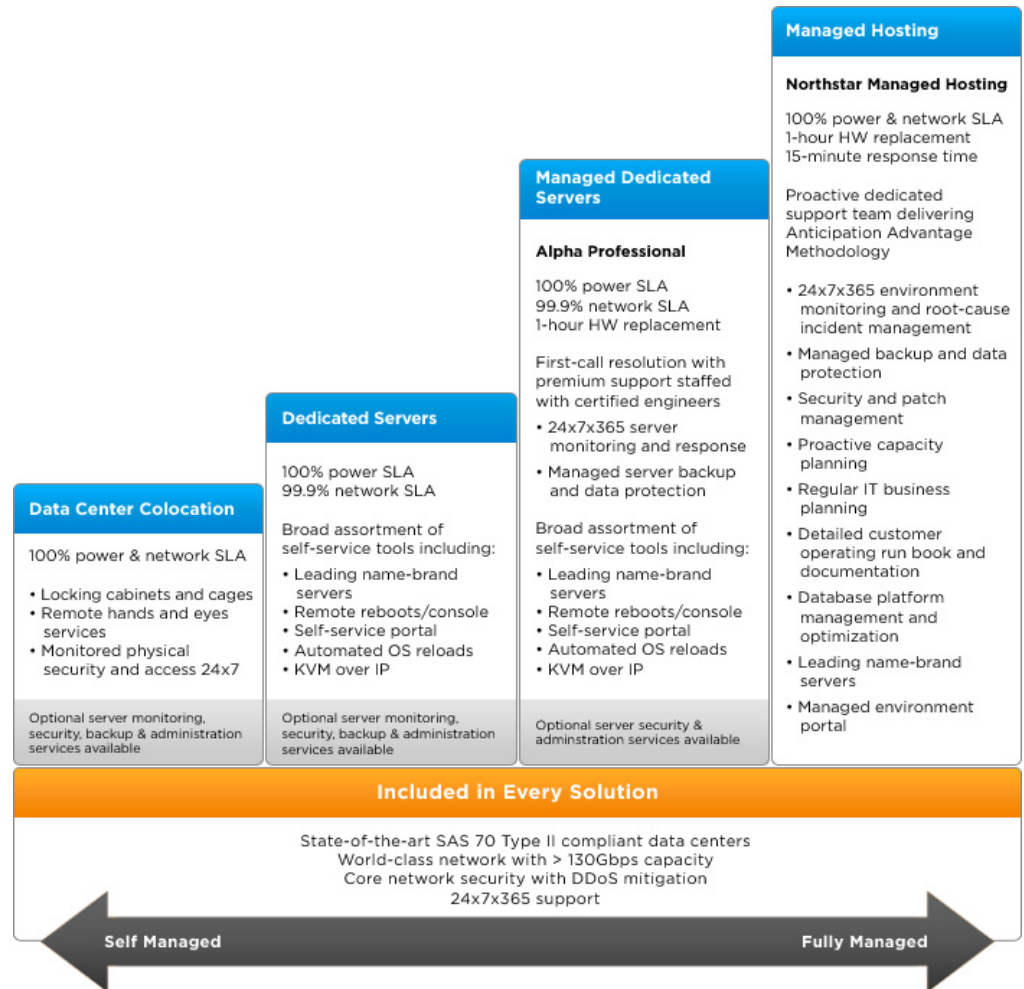 Managed Hosting
Northstar Managed Hosting
100% power & network SLA
1-hour HW replacement
15-minute response time
Proactive dedicated
support team delivering
Anticipation Advantage
Methodology
• 24x7x365 environment
monitoring and root-cause
incident management
• Managed backup and data
protection
• Security and patch
management
• Proactive capacity
planning
• Regular IT business
planning
• Detailed customer
operating run book and
documentation
• Database platform
management and
optimization
• Leading name-brand
servers
• Managed environment
portal
Managed Dedicated
Servers
Alpha Professional
100% power SLA
99.9% network SLA
1-hour HW replacement
First-call resolution with
premium support staffed
with certified engineers
• 24x7x365 server
monitoring and response
• Managed server backup
and data protection
Broad assortment of
self-service tools including:
• Leading name-brand
servers
• Remote reboots/console
• Self-service portal
• Automated OS reloads
• KVM over IP
Optional server security &
adminstration services available
Dedicated Servers
100% power SLA
99.9% network SLA
Broad assortment of
self-service tools including:
• Leading name-brand
servers
• Remote reboots/console
• Self-service portal
• Automated OS reloads
• KVM over IP
Optional server monitoring,
security, backup & administration
services available
Data Center Colocation
100% power & network SLA
• Locking cabinets and cages
• Remote hands and eyes
services
• Monitored physical
security and access 24x7
Optional server monitoring,
security, backup & administration
services available
Included in Every Solution
State-of-the-art SAS 70 Type II compliant data centers
World-class network with > 130Gbps capacity
Core network security with DDoS mitigation
24x7x365 support
Self Managed
Fully Managed